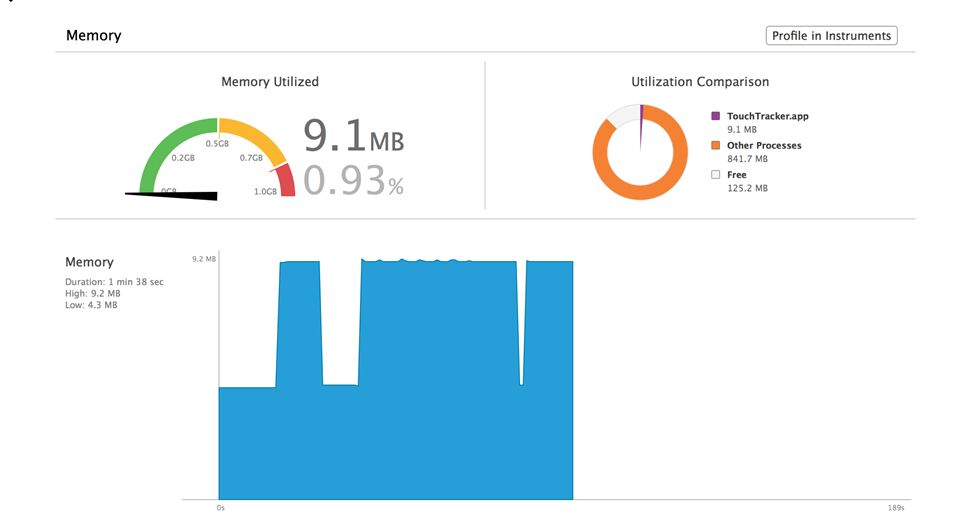 Memory
Profile in Instruments
Memory Utilized
Utilization Comparison
0GB
0.2GB
0.5GB
0.7GB
1.0GB
9.1MB
0.93%
TouchTracker.app
9.1 MB
Other Processes
841.7 MB
Free
125.2 MB
Memory
Duration: 1 min 38 sec
High: 9.2 MB
Low: 4.3 MB
9.2 MB
0s
189s